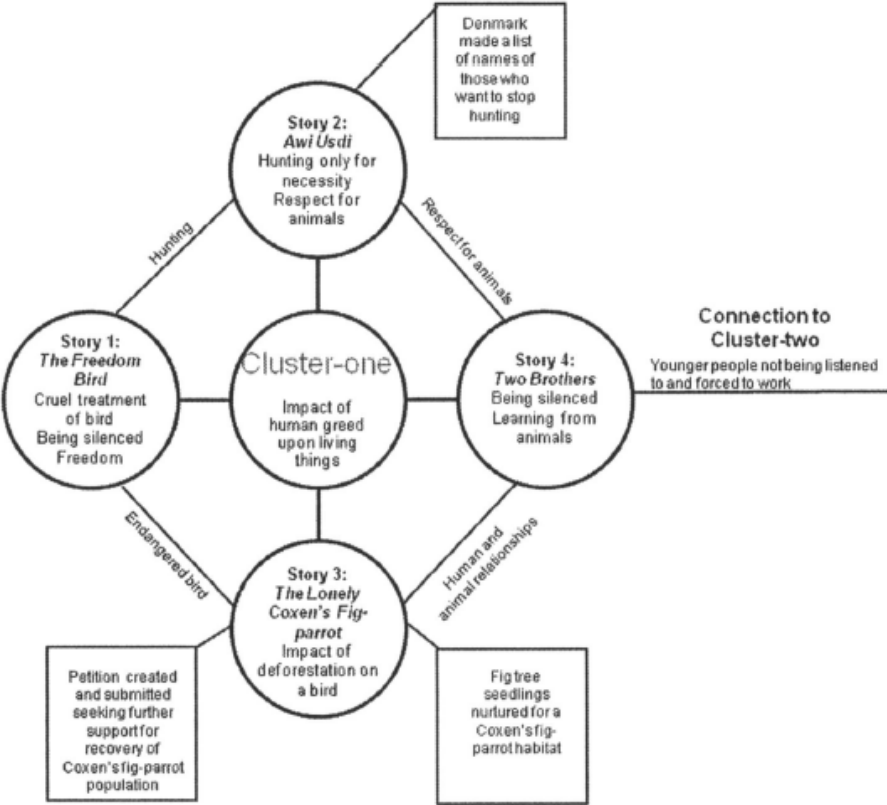 Denmark
made a list
of names of
those who
want to stop
hunting
Story 2:
Awi Usdi
Hunting only for
necessity
Respect for
animals
Hunting
Respect for animals
Story 1:
The Freedom
Bird
Cruel treatment
of bird
Being silenced
Freedom
Cluster-one
Impact of
human greed
upon living
things
Story 4:
Two Brothers
Being silenced
Learning from
animals
Connection to
Cluster-two
Younger people not being listened
to and forced to work
Endangered bird
Human and
animal relationships
Story 3:
The Lonely
Coxen's Fig-
parrot
Impact of
deforestation on
a bird
Petition created
and submitted
seeking further
support for
recovery of
Coxen's fig-parrot
population
Fig tree
seedlings
nurtured for a
Coxen's fig-
parrot habitat